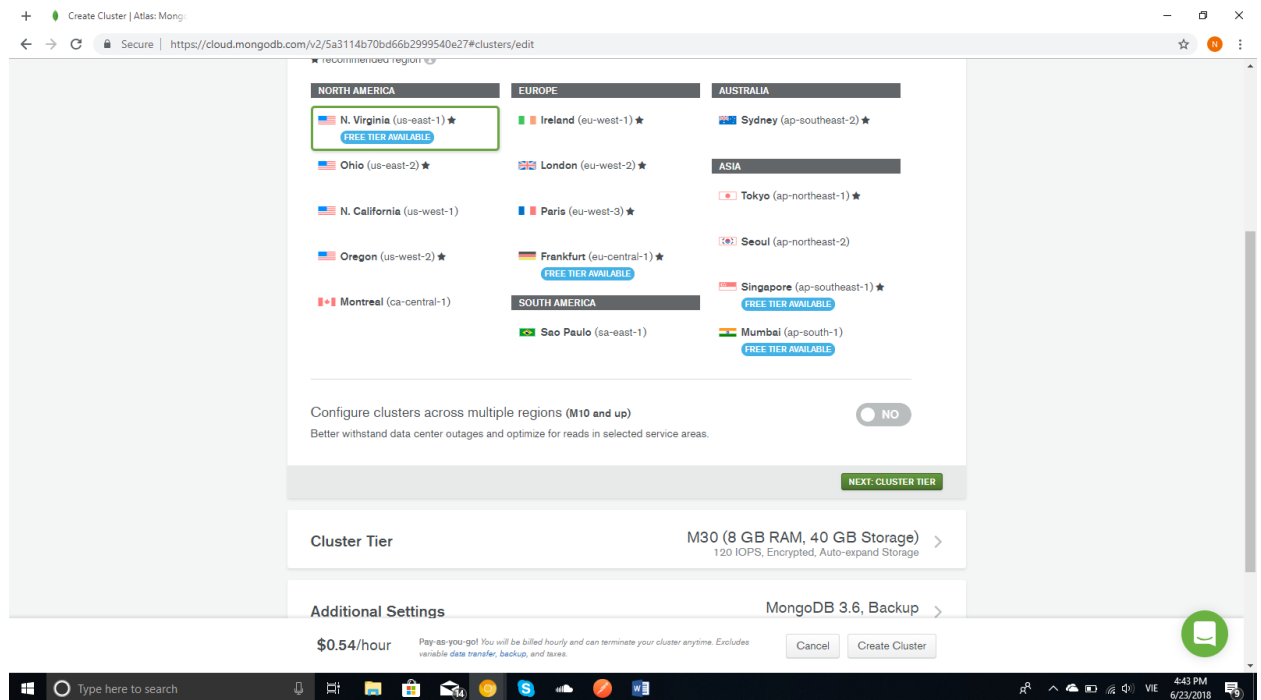 Create Cluster | Atlas: Mong
Secure | https://cloud.mongodb.com/v2/5a3114b70bd66b2999540e27#clusters/edit
N
★ recommended region
NORTH AMERICA
N. Virginia (us-east-1) ★
FREE TIER AVAILABLE
Ohio (us-east-2) ★
N. California (us-west-1)
Oregon (us-west-2) ★
Montreal (ca-central-1)
EUROPE
Ireland (eu-west-1) ★
London (eu-west-2) ★
Paris (eu-west-3) ★
Frankfurt (eu-central-1) ★
FREE TIER AVAILABLE
SOUTH AMERICA
Sao Paulo (sa-east-1)
AUSTRALIA
Sydney (ap-southeast-2) ★
ASIA
Tokyo (ap-northeast-1) ★
Seoul (ap-northeast-2)
Singapore (ap-southeast-1) ★
FREE TIER AVAILABLE
Mumbai (ap-south-1)
FREE TIER AVAILABLE
Configure clusters across multiple regions (M10 and up)
NO
Better withstand data center outages and optimize for reads in selected service areas.
NEXT: CLUSTER TIER
Cluster Tier
M30 (8 GB RAM, 40 GB Storage)
120 IOPS, Encrypted, Auto-expand Storage
Additional Settings
MongoDB 3.6, Backup
$0.54/hour
Pay-as-you-go! You will be billed hourly and can terminate your cluster anytime. Excludes
variable data transfer, backup, and taxes.
Cancel
Create Cluster
Type here to search
VIE
4:43 PM
6/23/2018